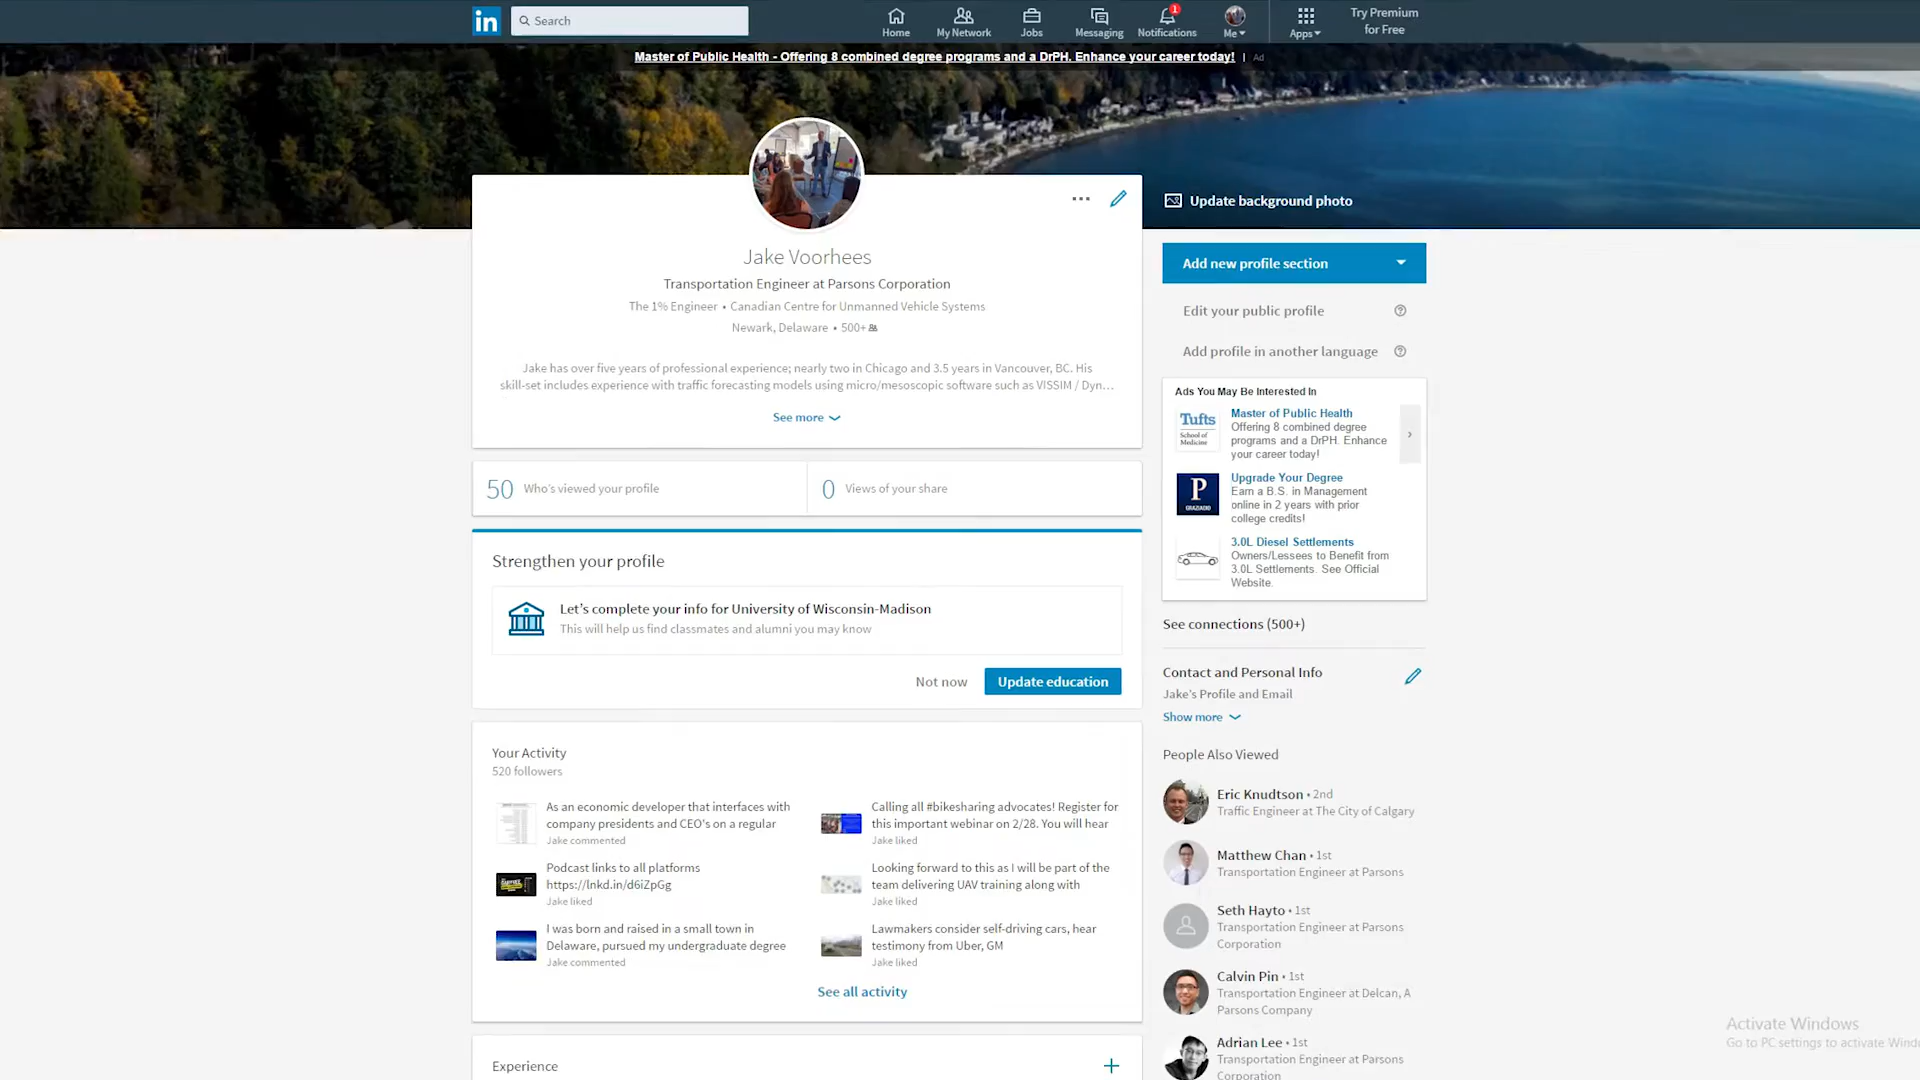 in
Search
Home
My Network
Jobs
Messaging
1
Notifications
Me
Apps
Try Premium
for Free
Master of Public Health - Offering 8 combined degree programs and a DrPH. Enhance your career today! | Ad
Update background photo
Jake Voorhees
Transportation Engineer at Parsons Corporation
The 1% Engineer • Canadian Centre for Unmanned Vehicle Systems
Newark, Delaware • 500+
Jake has over five years of professional experience; nearly two in Chicago and 3.5 years in Vancouver, BC. His
skill-set includes experience with traffic forecasting models using micro/mesoscopic software such as VISSIM / Dyn...
See more
50 Who's viewed your profile
0 Views of your share
Strengthen your profile
Let's complete your info for University of Wisconsin-Madison
This will help us find classmates and alumni you may know
Not now
Update education
Your Activity
520 followers
As an economic developer that interfaces with
company presidents and CEO's on a regular
Jake commented
Calling all #bikesharing advocates! Register for
this important webinar on 2/28. You will hear
Jake liked
Podcast links to all platforms
https://lnkd.in/d6iZpGg
Jake liked
Looking forward to this as I will be part of the
team delivering UAV training along with
Jake liked
I was born and raised in a small town in
Delaware, pursued my undergraduate degree
Jake commented
Lawmakers consider self-driving cars, hear
testimony from Uber, GM
Jake liked
See all activity
Experience
Add new profile section
Edit your public profile
Add profile in another language
Ads You May Be Interested In
Tufts
School of
Medicine
Master of Public Health
Offering 8 combined degree
programs and a DrPH. Enhance
your career today!
P
GRAZIADIO
Upgrade Your Degree
Earn a B.S. in Management
online in 2 years with prior
college credits!
3.0L Diesel Settlements
Owners/Lessees to Benefit from
3.0L Settlements. See Official
Website.
See connections (500+)
Contact and Personal Info
Jake's Profile and Email
Show more
People Also Viewed
Eric Knudtson • 2nd
Traffic Engineer at The City of Calgary
Matthew Chan • 1st
Transportation Engineer at Parsons
Seth Hayto • 1st
Transportation Engineer at Parsons
Corporation
Calvin Pin • 1st
Transportation Engineer at Delcan, A
Parsons Company
Adrian Lee • 1st
Transportation Engineer at Parsons
Corporation
Activate Windows
Go to PC settings to activate Wind